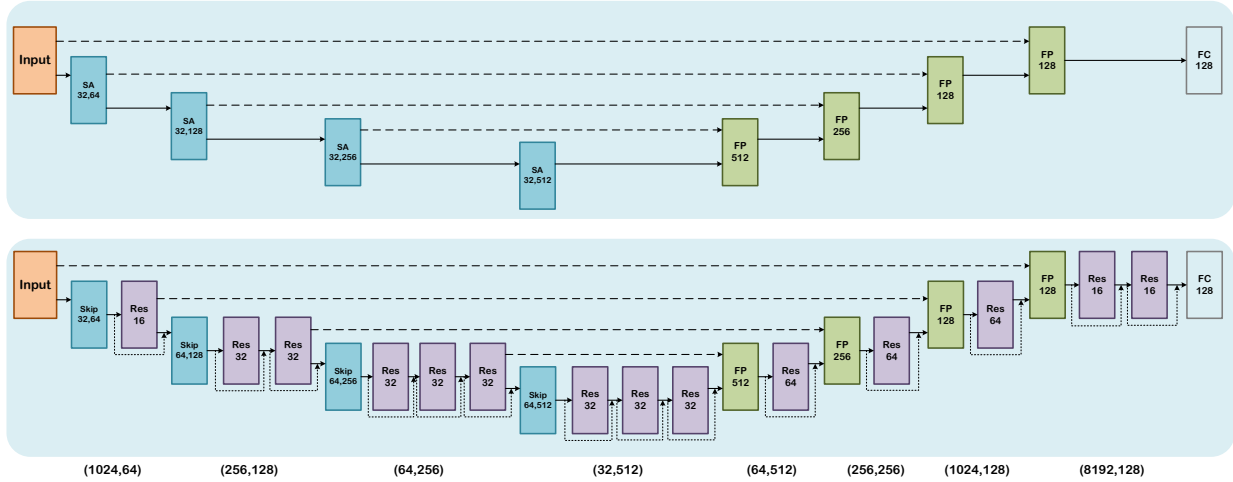 Input
SA
32,64
SA
32,128
SA
32,256
SA
32,512
FP
512
FP
256
FP
128
FP
128
FC
128
Input
Skip
32,64
Res
16
Skip
64,128
Res
32
Res
32
Skip
64,256
Res
32
Res
32
Res
32
Skip
64,512
Res
32
Res
32
Res
32
FP
512
Res
64
FP
256
Res
64
FP
128
Res
64
FP
128
Res
16
Res
16
FC
128
(1024,64)
(256,128)
(64,256)
(32,512)
(64,512)
(256,256)
(1024,128)
(8192,128)